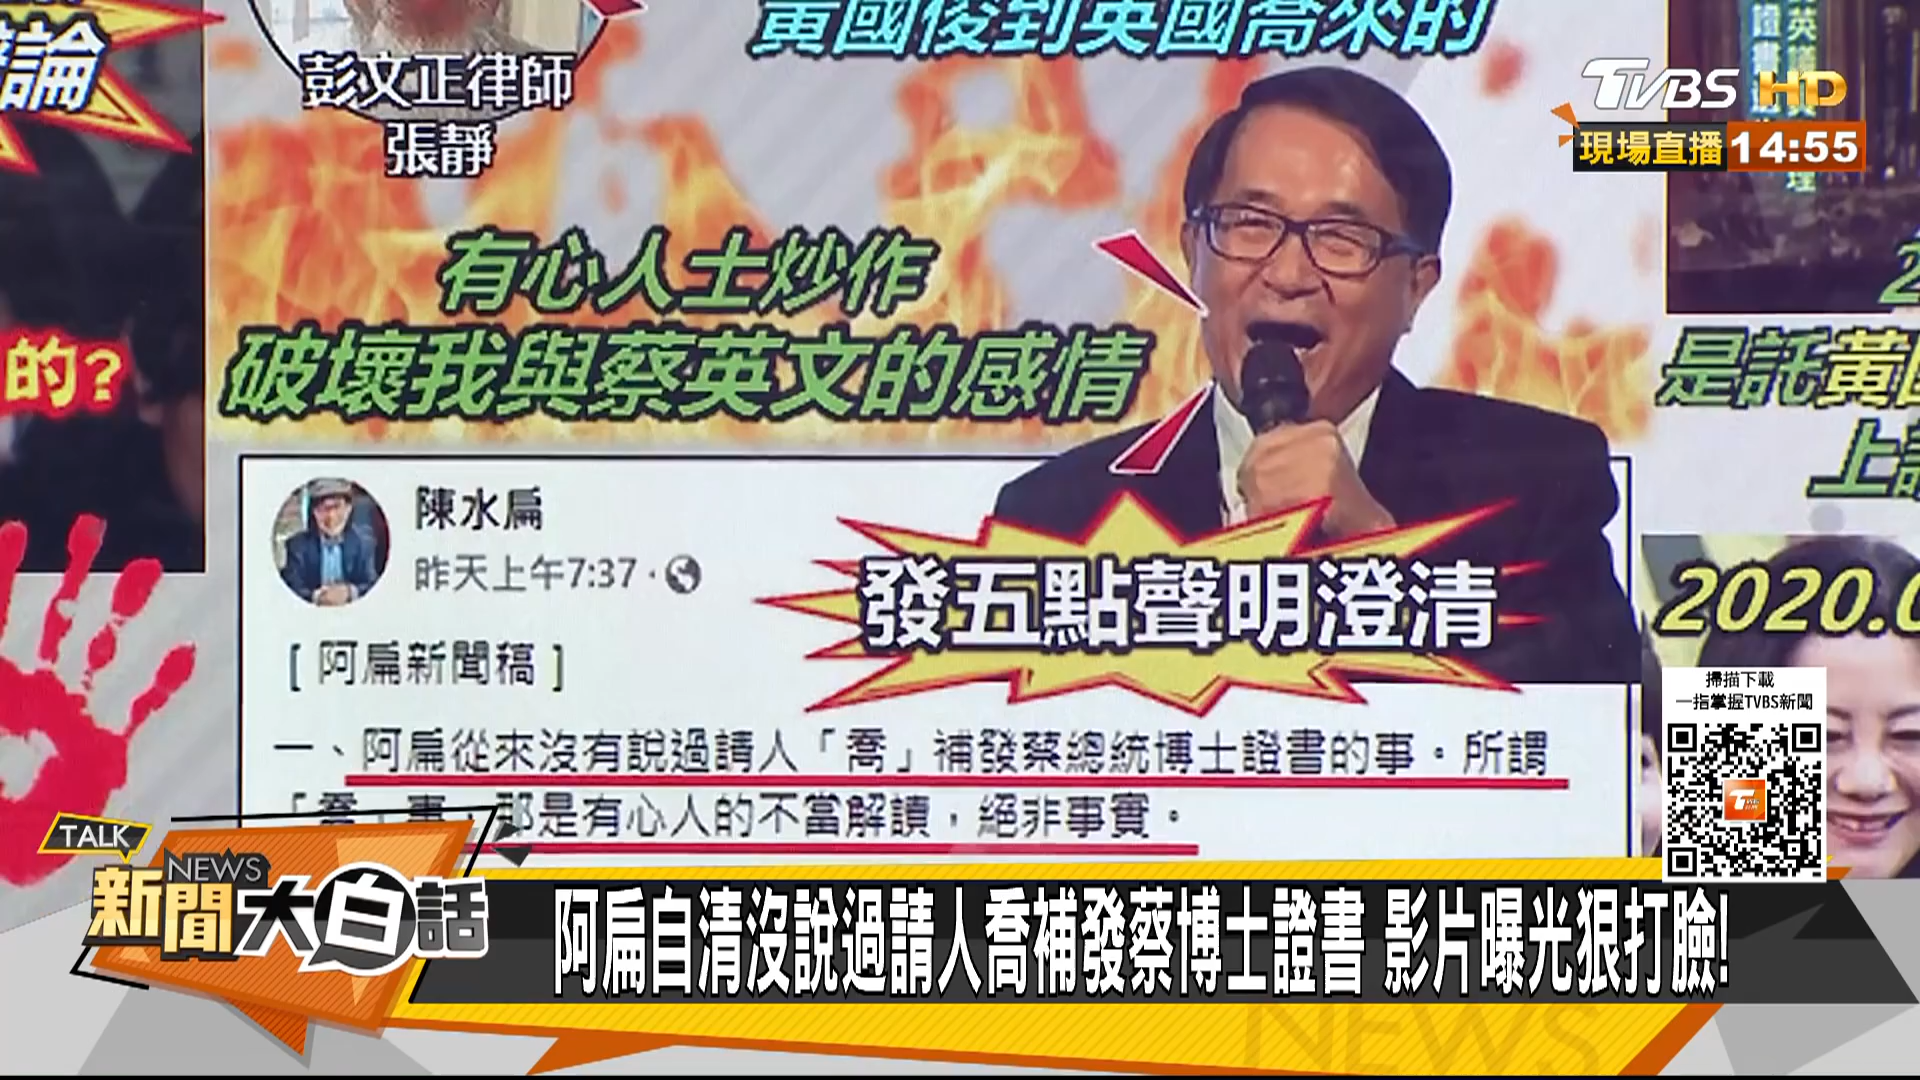 黃國俊到英國喬來的
論
彭文正律師
張靜
TVBS HD
現場直播 14:55
有心人士炒作
破壞我與蔡英文的感情
的?
是託黃
陳水扁
昨天上午7:37
[ 阿扁新聞稿 ]
發五點聲明澄清
2020.0
掃描下載
一指掌握TVBS新聞
一、阿扁從來沒有說過請人「喬」補發蔡總統博士證書的事。所謂
「喬」事，那是有心人的不當解讀，絕非事實。
TALK
NEWS
新聞大白話
阿扁自清沒說過請人喬補發蔡博士證書 影片曝光狠打臉!
NEWS